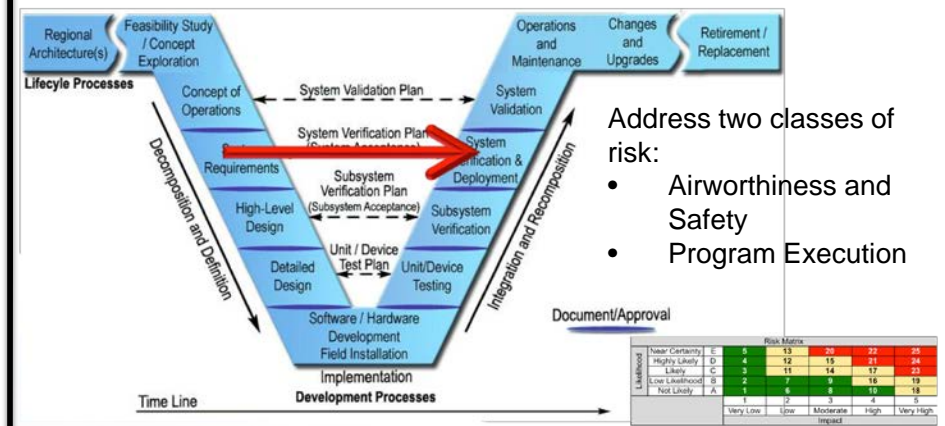 Regional
Architecture(s)
Feasibility Study
/ Concept
Exploration
Operations
and
Maintenance
Changes
and
Upgrades
Retirement /
Replacement
Lifecyle Processes
Concept of
Operations
System Validation Plan
System
Validation
System Verification Plan
(System Acceptance)
Requirements
System
Verification &
Deployment
Subsystem
Verification Plan
(Subsystem Acceptance)
High-Level
Design
Subsystem
Verification
Unit / Device
Test Plan
Detailed
Design
Unit/Device
Testing
Decomposition and Definition
Integration and Recomposition
Software / Hardware
Development
Field Installation
Implementation
Development Processes
Time Line
Document/Approval
Address two classes of
risk:
• Airworthiness and
Safety
• Program Execution
Risk Matrix
Likelihood
Near Certainty E 5 13 20 22 25
Highly Likely D 4 12 15 21 24
Likely C 3 11 14 17 23
Low Likelihood B 2 7 9 16 19
Not Likely A 1 6 8 10 18
1 2 3 4 5
Very Low Low Moderate High Very High
Impact